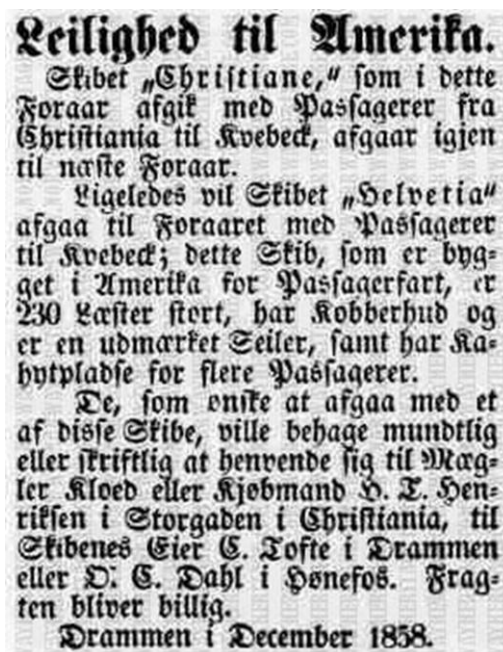 Leilighed til Amerika.
Skibet „Christiane,“ som i dette
Foraar afgik med Passagerer fra
Christiania til Kvebeck, afgaar igjen
til næste Foraar.
Ligeledes vil Skibet „Helvetia“
afgaa til Foraaret med Passagerer
til Kvebeck; dette Skib, som er byg-
get i Amerika for Passagerfart, er
230 Læster stort, har Kobberhud og
er en udmærket Seiler, samt har Ka-
hytpladse for flere Passagerer.
De, som ønske at afgaa med et
af disse Skibe, ville behage mundtlig
eller skriftlig at henvende sig til Mæg-
ler Kloed eller Kjøbmand H. T. Hen-
riksen i Storgaden i Christiania, til
Skibenes Eier C. Tofte i Drammen
eller D. C. Dahl i Hønefos. Frag-
ten bliver billig.
Drammen i December 1858.